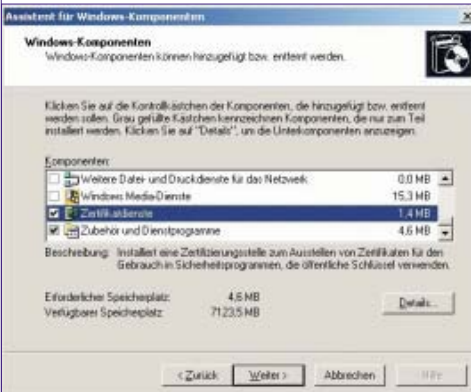 Assistent für Windows-Komponenten
Windows-Komponenten
Windows-Komponenten können hinzugefügt bzw. entfernt werden.
Klicken Sie auf die Kontrollkästchen der Komponenten, die hinzugefügt bzw. entfernt
werden sollen. Grau gefüllte Kästchen kennzeichnen Komponenten, die nur zum Teil
installiert werden. Klicken Sie auf "Details", um die Unterkomponenten anzuzeigen.
Komponenten:
Weitere Datei- und Druckdienste für das Netzwerk 0,0 MB
Windows Media-Dienste 15,3 MB
Zertifikatdienste 1,4 MB
Zubehör und Dienstprogramme 4,6 MB
Beschreibung: Installiert eine Zertifizierungsstelle zum Ausstellen von Zertifikaten für den
Gebrauch in Sicherheitsprogrammen, die öffentliche Schlüssel verwenden.
Erforderlicher Speicherplatz: 4,6 MB
Verfügbarer Speicherplatz: 7123,5 MB
Details...
< Zurück Weiter > Abbrechen Hilfe